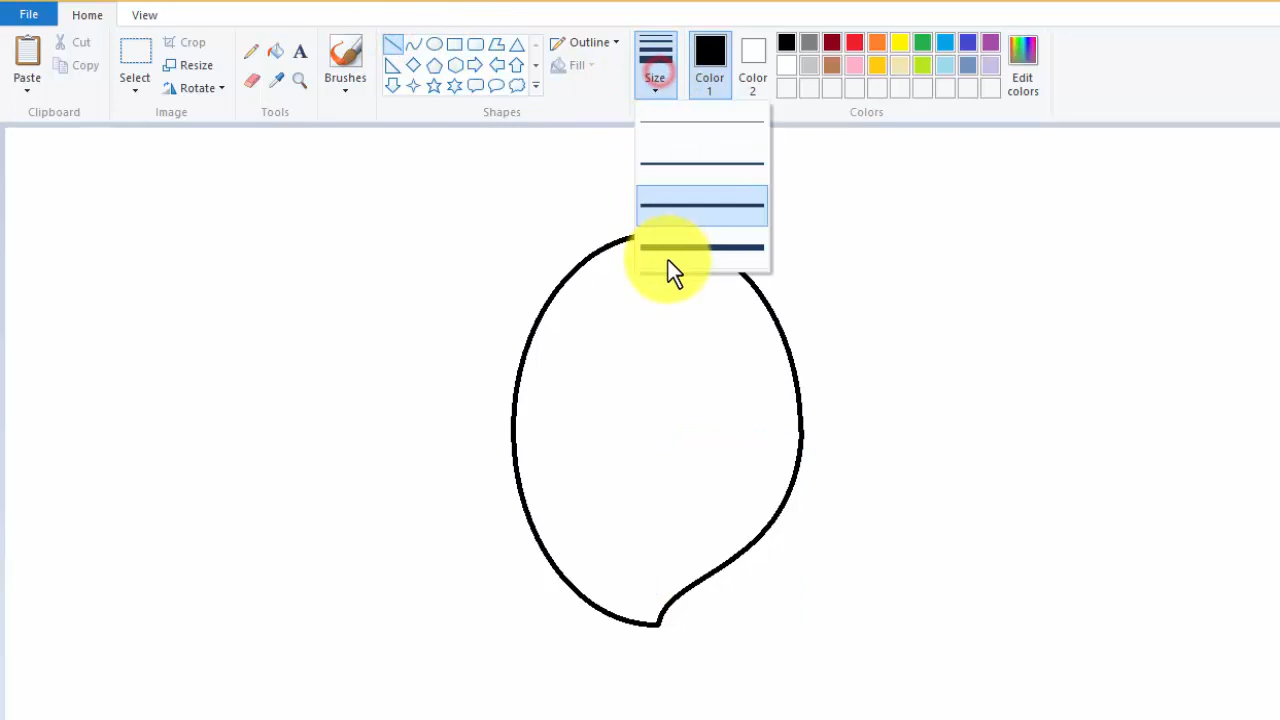 File Home View
Paste
Cut
Copy
Clipboard
Select
Crop
Resize
Rotate
Image
A
Tools
Brushes
Outline
Fill
Shapes
Size
Color
1
Color
2
Edit
colors
Colors